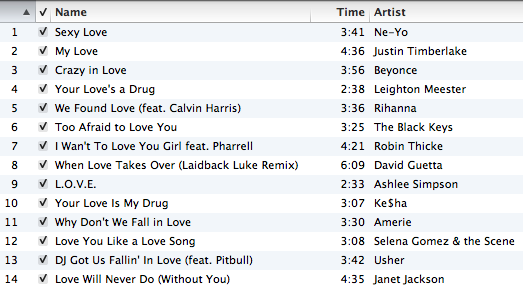 ✓ Name Time Artist
1 ✓ Sexy Love 3:41 Ne-Yo
2 ✓ My Love 4:36 Justin Timberlake
3 ✓ Crazy in Love 3:56 Beyonce
4 ✓ Your Love's a Drug 2:38 Leighton Meester
5 ✓ We Found Love (feat. Calvin Harris) 3:36 Rihanna
6 ✓ Too Afraid to Love You 3:25 The Black Keys
7 ✓ I Wan't To Love You Girl feat. Pharrell 4:21 Robin Thicke
8 ✓ When Love Takes Over (Laidback Luke Remix) 6:09 David Guetta
9 ✓ L.O.V.E. 2:33 Ashlee Simpson
10 ✓ Your Love Is My Drug 3:07 Ke$ha
11 ✓ Why Don't We Fall in Love 3:30 Amerie
12 ✓ Love You Like a Love Song 3:08 Selena Gomez & the Scene
13 ✓ DJ Got Us Fallin' In Love (feat. Pitbull) 3:42 Usher
14 ✓ Love Will Never Do (Without You) 4:35 Janet Jackson